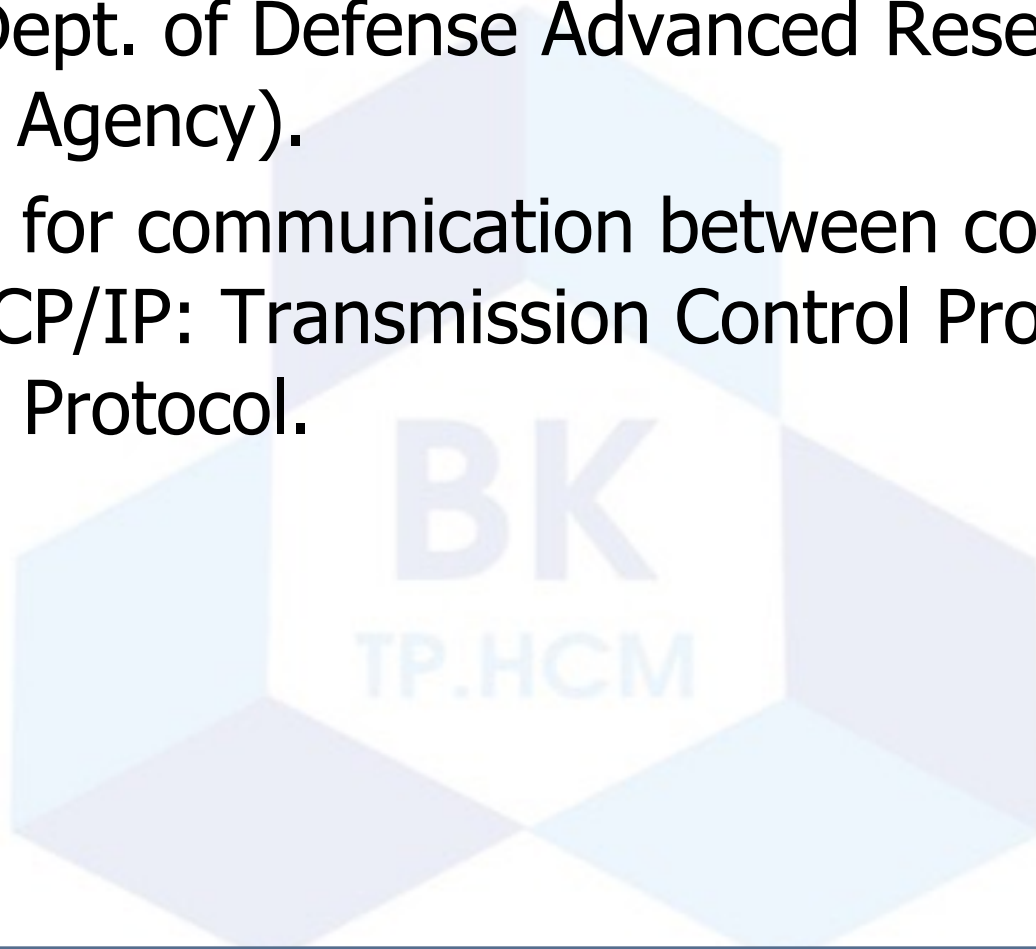 Dept. of Defense Advanced Rese
Agency).
for communication between co
CP/IP: Transmission Control Pro
Protocol.
BK
TP.HCM